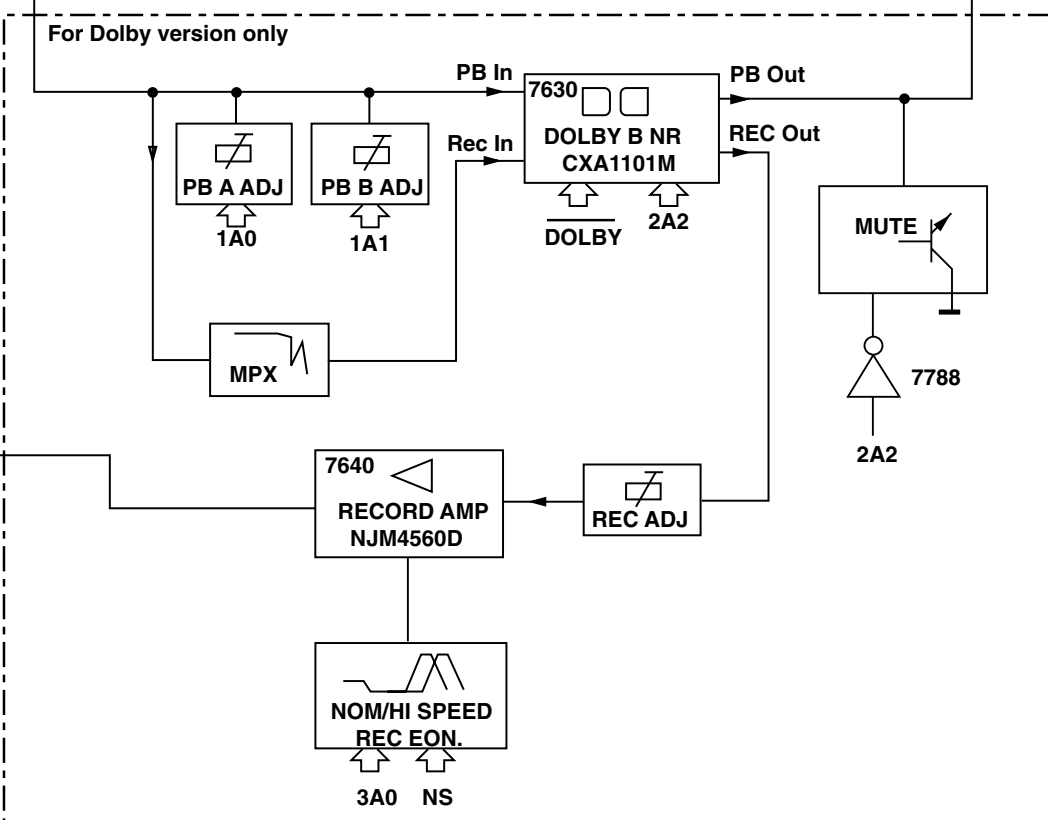 For Dolby version only
PB In
PB Out
7630
DOLBY B NR
CXA1101M
Rec In
REC Out
PB A ADJ
PB B ADJ
1A0
1A1
DOLBY
2A2
MUTE
MPX
7788
2A2
7640
RECORD AMP
NJM4560D
REC ADJ
NOM/HI SPEED
REC EON.
3A0
NS